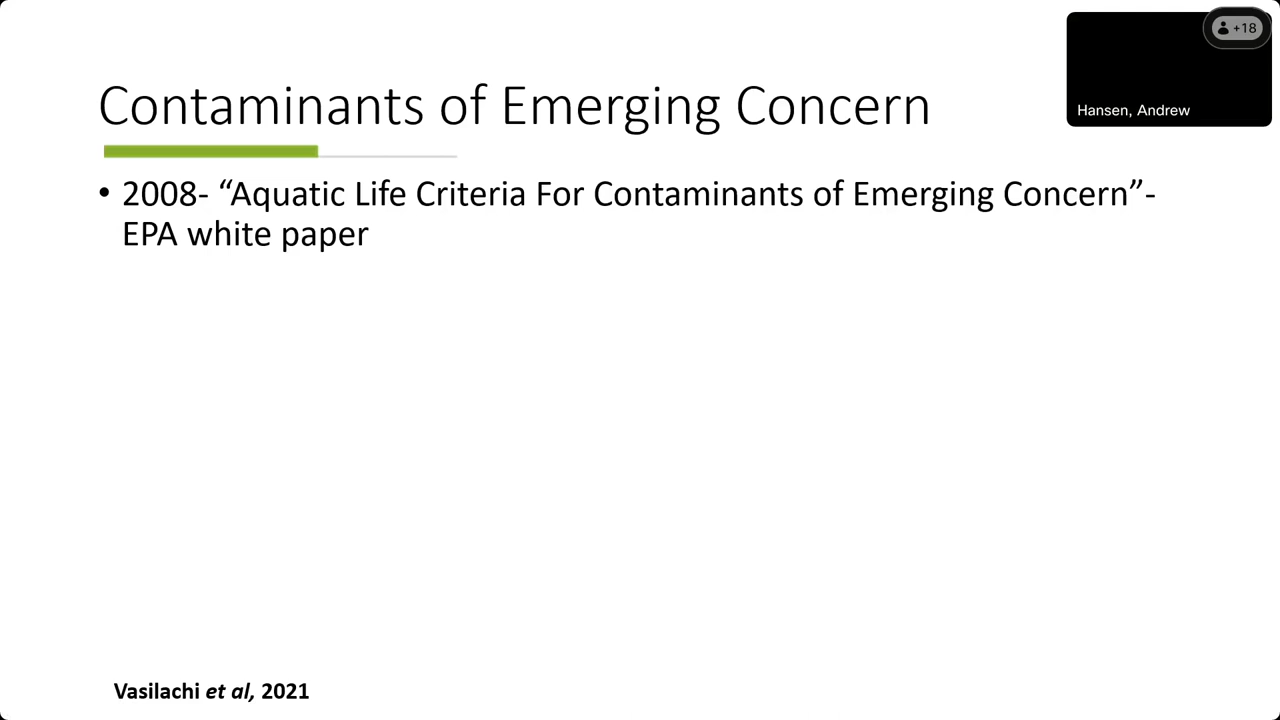 +18
Hansen, Andrew
Contaminants of Emerging Concern
• 2008- “Aquatic Life Criteria For Contaminants of Emerging Concern”-
EPA white paper
Vasilachi et al, 2021